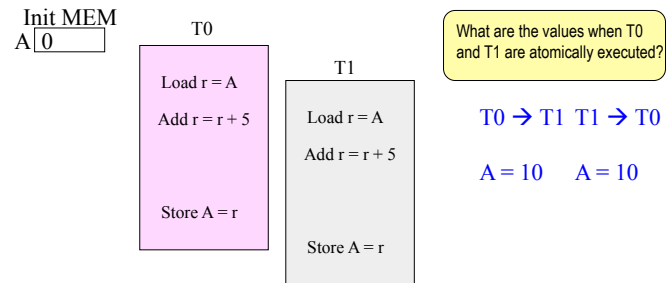 Init MEM
A 0
T0
Load r = A
Add r = r + 5
Store A = r
T1
Load r = A
Add r = r + 5
Store A = r
What are the values when T0
and T1 are atomically executed?
T0 → T1 T1 → T0
A = 10 A = 10